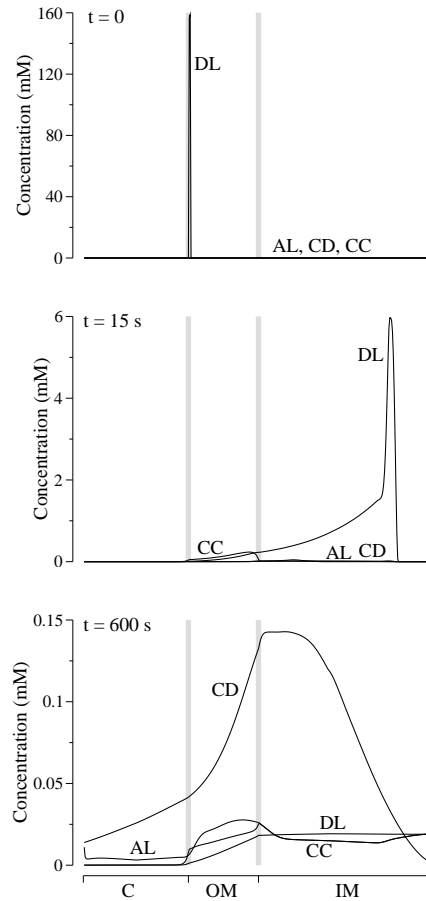 160
t = 0
DL
120
80
40
AL, CD, CC
0
Concentration (mM)
6
t = 15 s
DL
4
2
CC
AL CD
0
Concentration (mM)
0.15
t = 600 s
CD
0.1
0.05
DL
AL
CC
0
Concentration (mM)
C OM IM